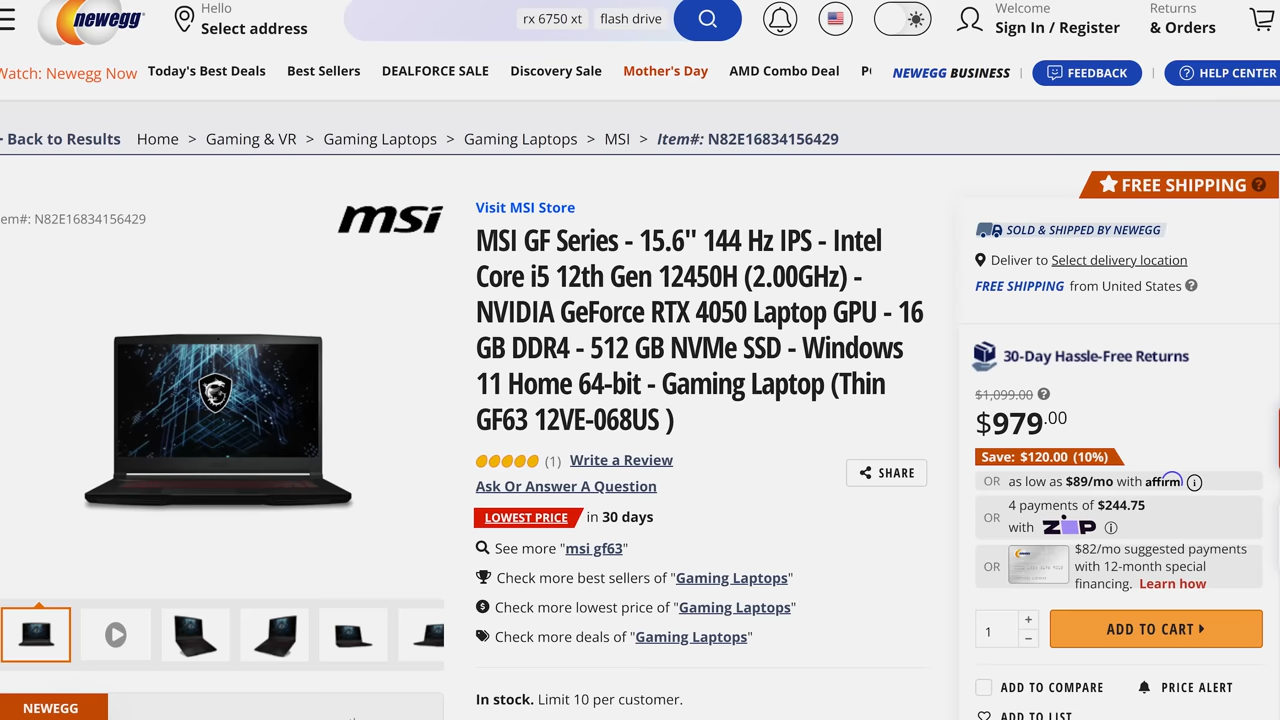 newegg
Hello
Select address
rx 6750 xt
flash drive
Welcome
Sign In / Register
Returns
& Orders
Watch: Newegg Now
Today's Best Deals
Best Sellers
DEALFORCE SALE
Discovery Sale
Mother's Day
AMD Combo Deal
NEWEGG BUSINESS
FEEDBACK
HELP CENTER
Back to Results
Home > Gaming & VR > Gaming Laptops > Gaming Laptops > MSI > Item#: N82E16834156429
em#: N82E16834156429
msi
Visit MSI Store
MSI GF Series - 15.6" 144 Hz IPS - Intel
Core i5 12th Gen 12450H (2.00GHz) -
NVIDIA GeForce RTX 4050 Laptop GPU - 16
GB DDR4 - 512 GB NVMe SSD - Windows
11 Home 64-bit - Gaming Laptop (Thin
GF63 12VE-068US )
(1) Write a Review
SHARE
Ask Or Answer A Question
LOWEST PRICE in 30 days
See more "msi gf63"
Check more best sellers of "Gaming Laptops"
Check more lowest price of "Gaming Laptops"
Check more deals of "Gaming Laptops"
In stock. Limit 10 per customer.
NEWEGG
FREE SHIPPING ?
SOLD & SHIPPED BY NEWEGG
Deliver to Select delivery location
FREE SHIPPING from United States ?
30-Day Hassle-Free Returns
$1,099.00 ?
$979.00
Save: $120.00 (10%)
OR as low as $89/mo with affirm
OR 4 payments of $244.75
with ZIP
OR $82/mo suggested payments
with 12-month special
financing. Learn how
1
+
−
ADD TO CART
ADD TO COMPARE
PRICE ALERT
ADD TO LIST